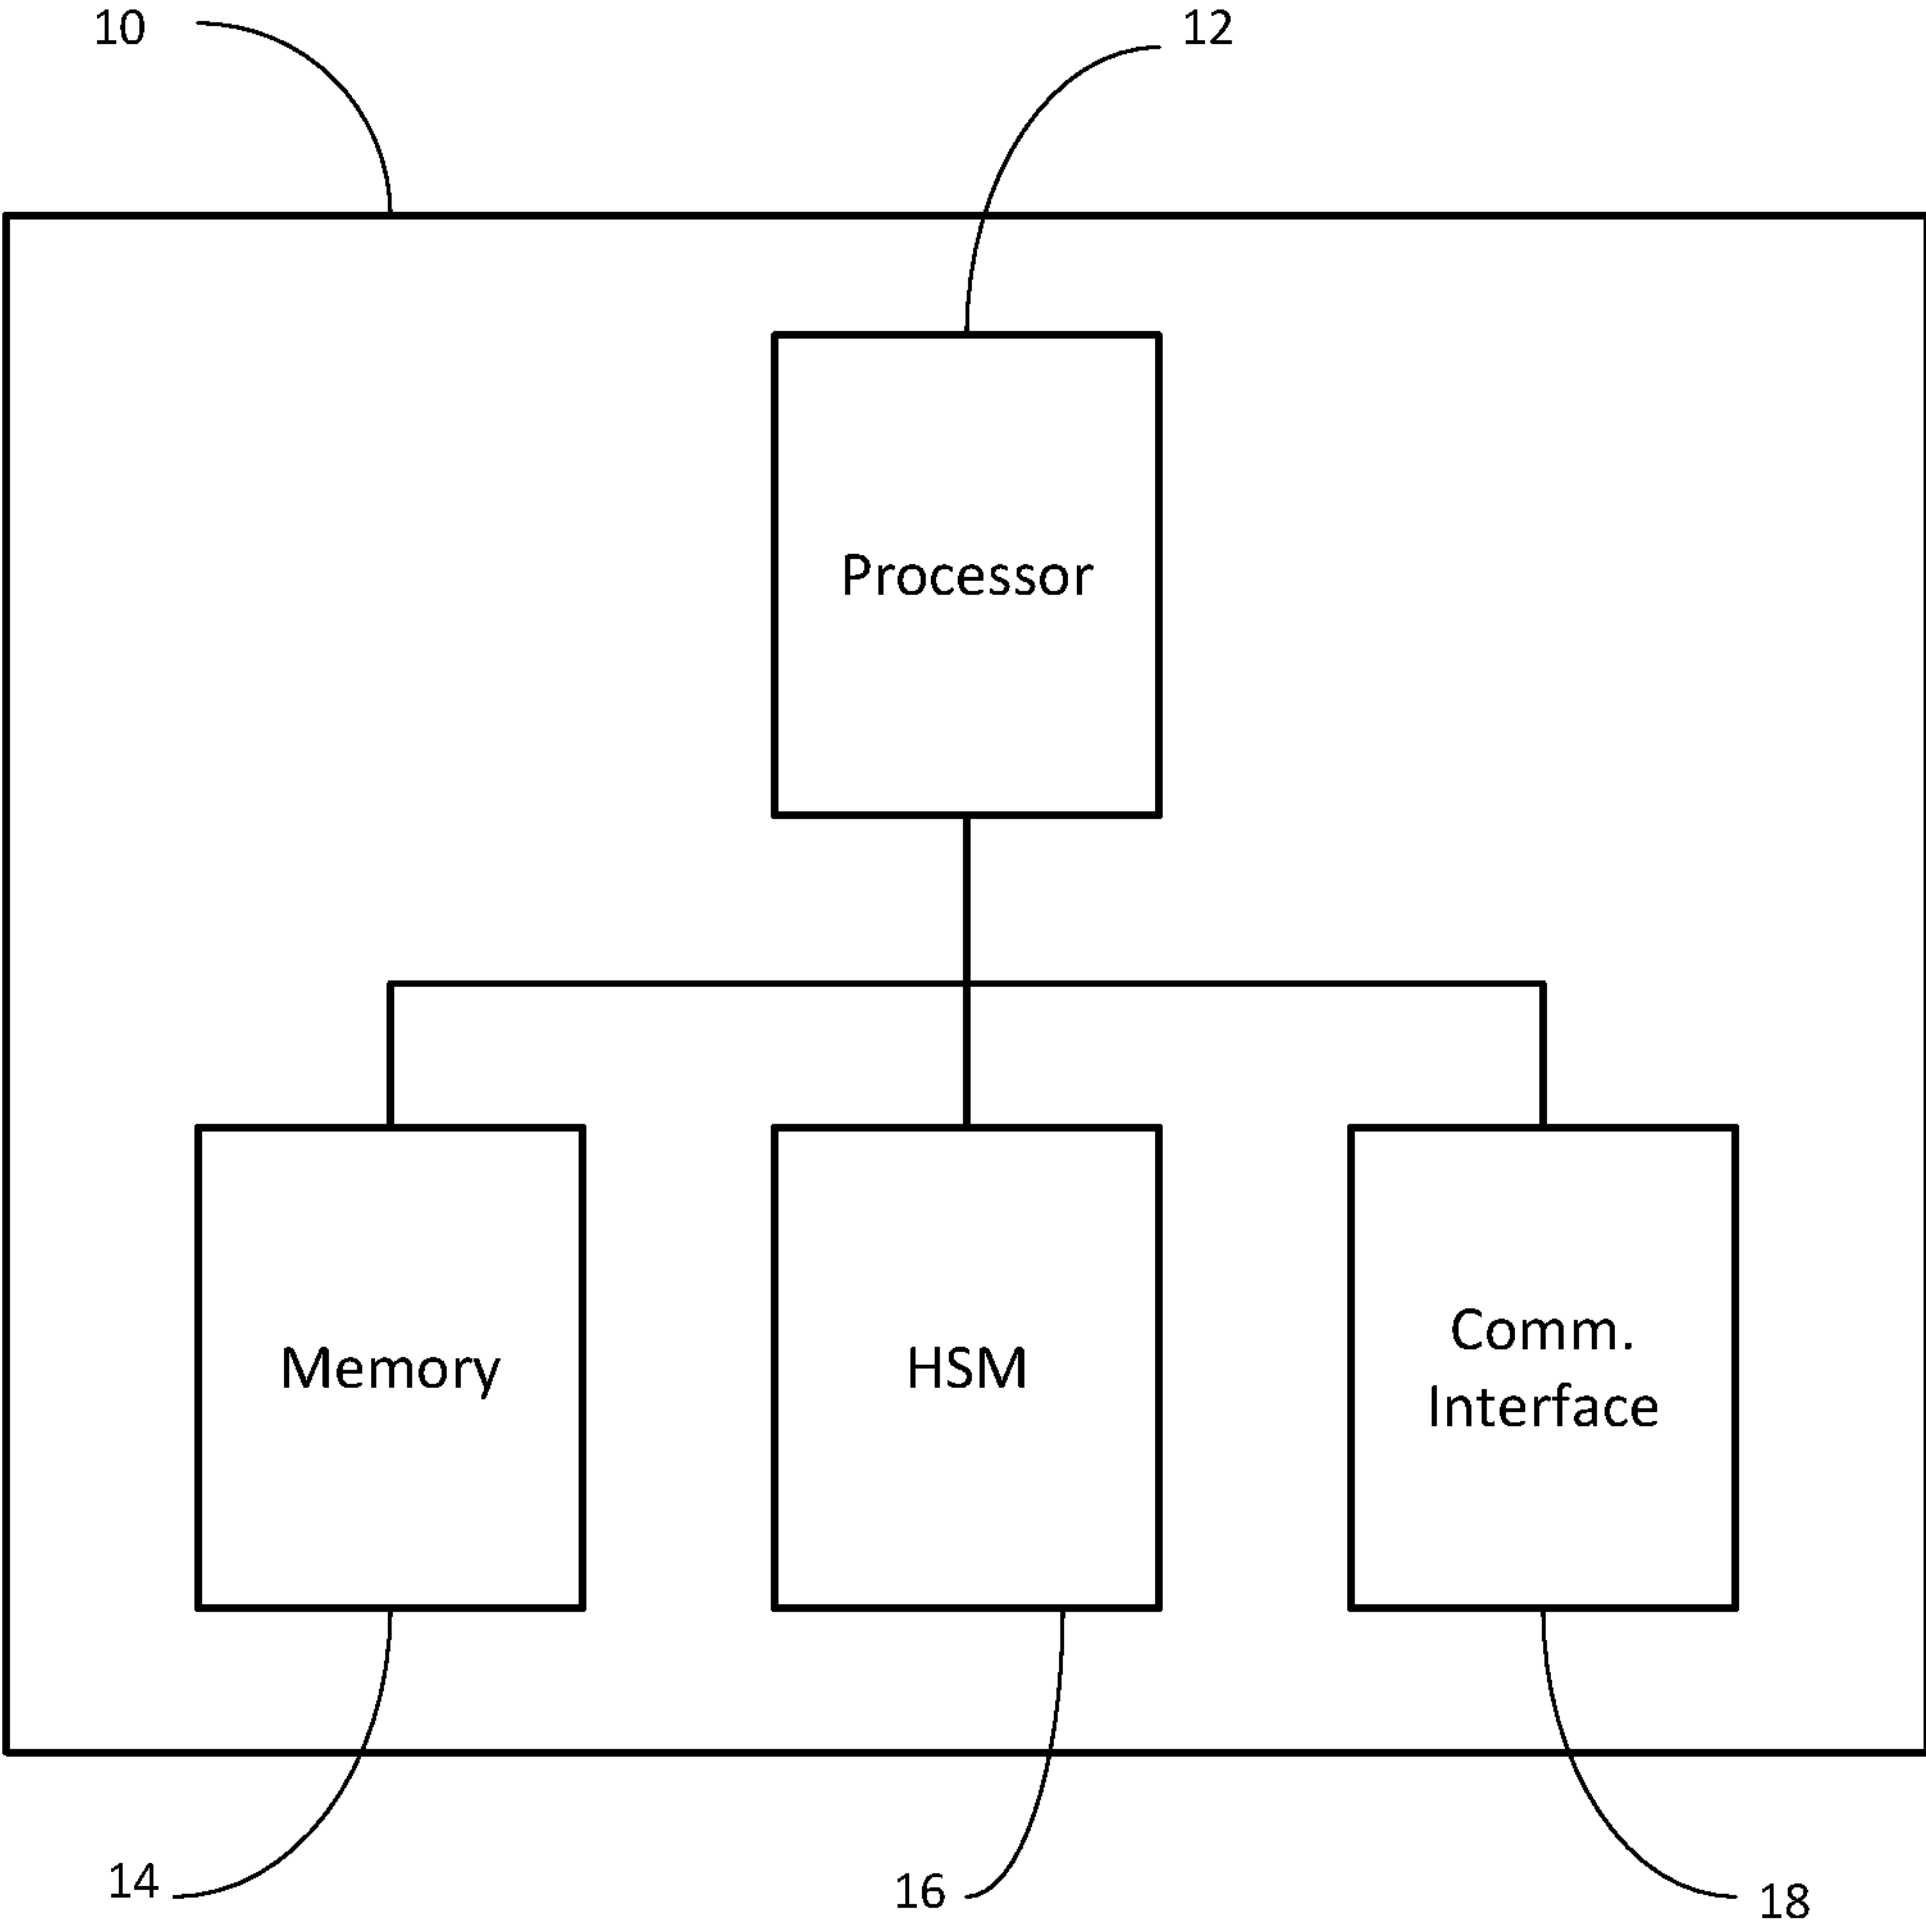 10
12
Processor
Memory
HSM
Comm.
Interface
14
16
18